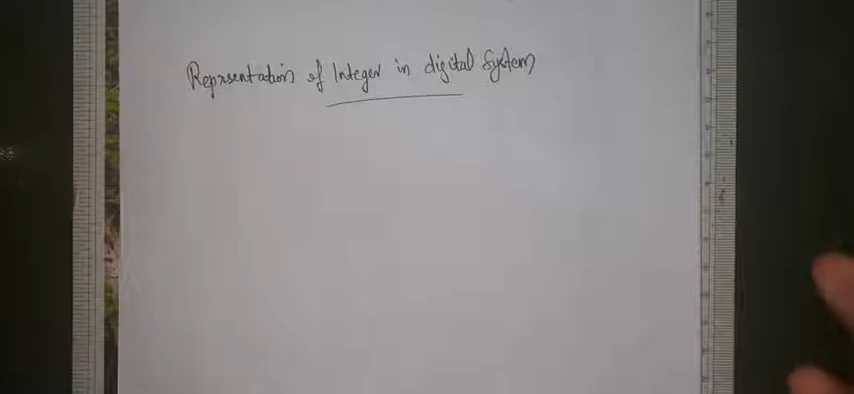 Representation of Integer in digital System